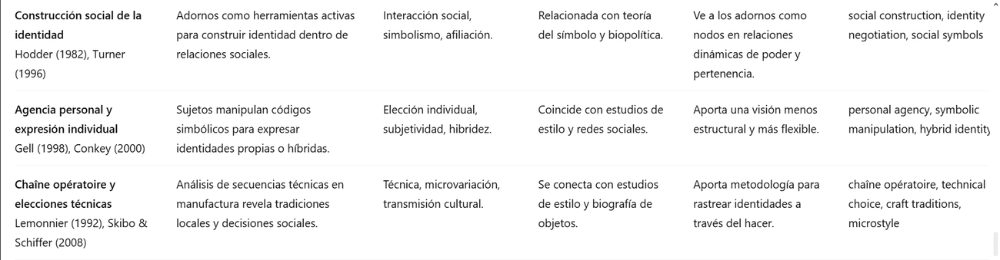 Construcción social de la
identidad
Hodder (1982), Turner
(1996)
Adornos como herramientas activas
para construir identidad dentro de
relaciones sociales.
Interacción social,
simbolismo, afiliación.
Relacionada con teoría
del símbolo y biopolítica.
Ve a los adornos como
nodos en relaciones
dinámicas de poder y
pertenencia.
social construction, identity
negotiation, social symbols
Agencia personal y
expresión individual
Gell (1998), Conkey (2000)
Sujetos manipulan códigos
simbólicos para expresar
identidades propias o híbridas.
Elección individual,
subjetividad, hibridez.
Coincide con estudios de
estilo y redes sociales.
Aporta una visión menos
estructural y más flexible.
personal agency, symbolic
manipulation, hybrid identity
Chaîne opératoire y
elecciones técnicas
Lemonnier (1992), Skibo &
Schiffer (2008)
Análisis de secuencias técnicas en
manufactura revela tradiciones
locales y decisiones sociales.
Técnica, microvariación,
transmisión cultural.
Se conecta con estudios
de estilo y biografía de
objetos.
Aporta metodología para
rastrear identidades a
través del hacer.
chaîne opératoire, technical
choice, craft traditions,
microstyle